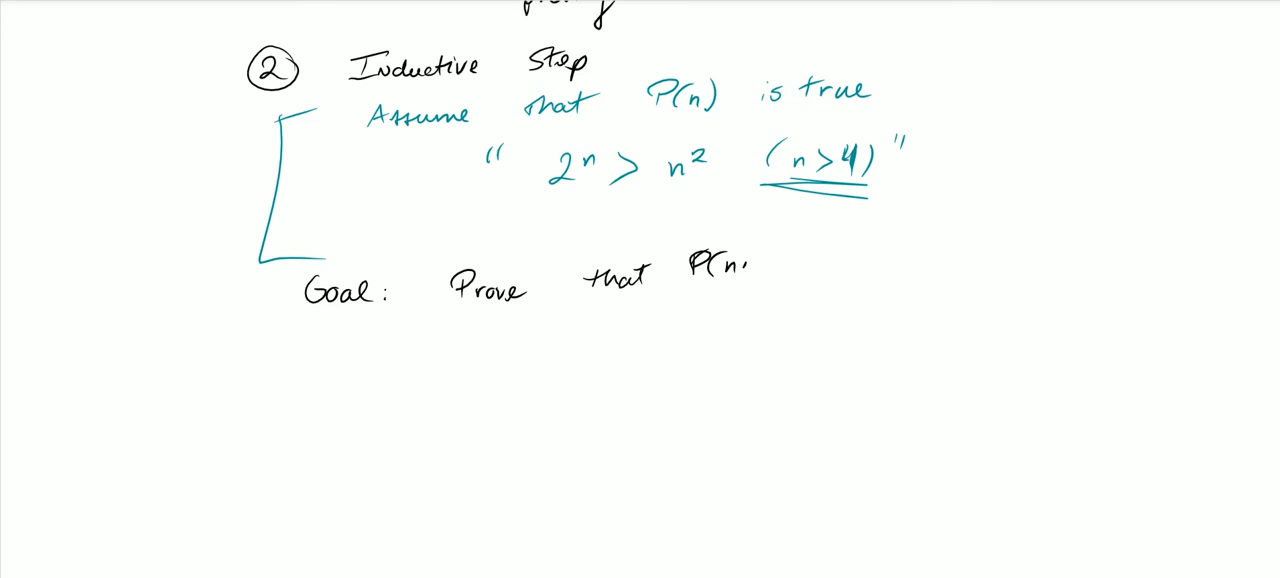 ② Inductive Step
Assume that P(n) is true
" 2ⁿ > n² (n>4) "
Goal: Prove that P(n